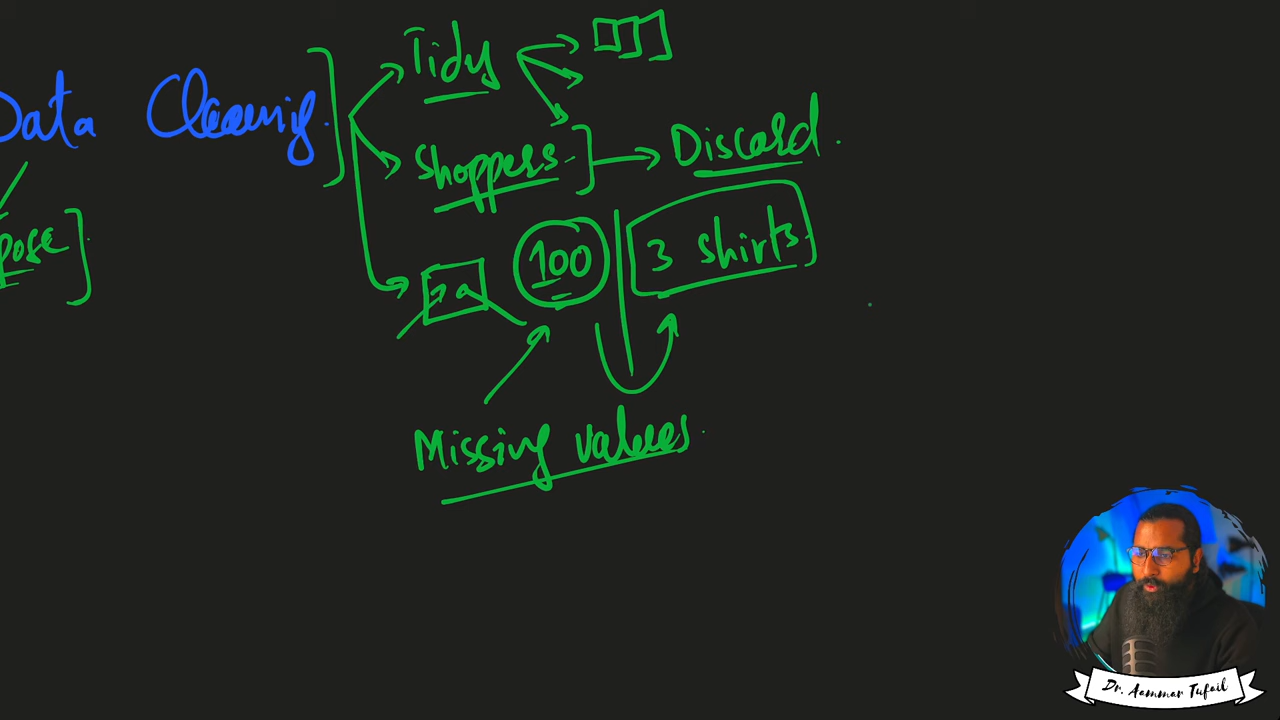 Data Cleaning.
Tidy
shoppers
Discard.
pose
100
3 shirts
Missing values.
Dr. Aammar Tufail